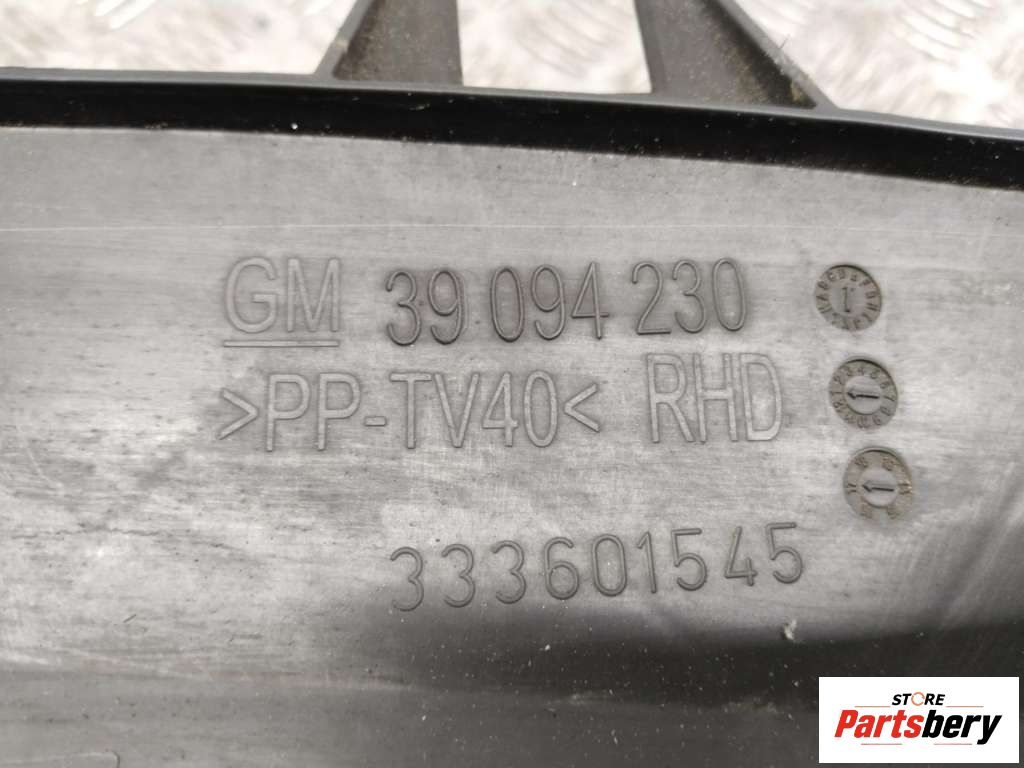 GM 39 094 230
>PP-TV40< RHD
333601545
STORE
Partsbery